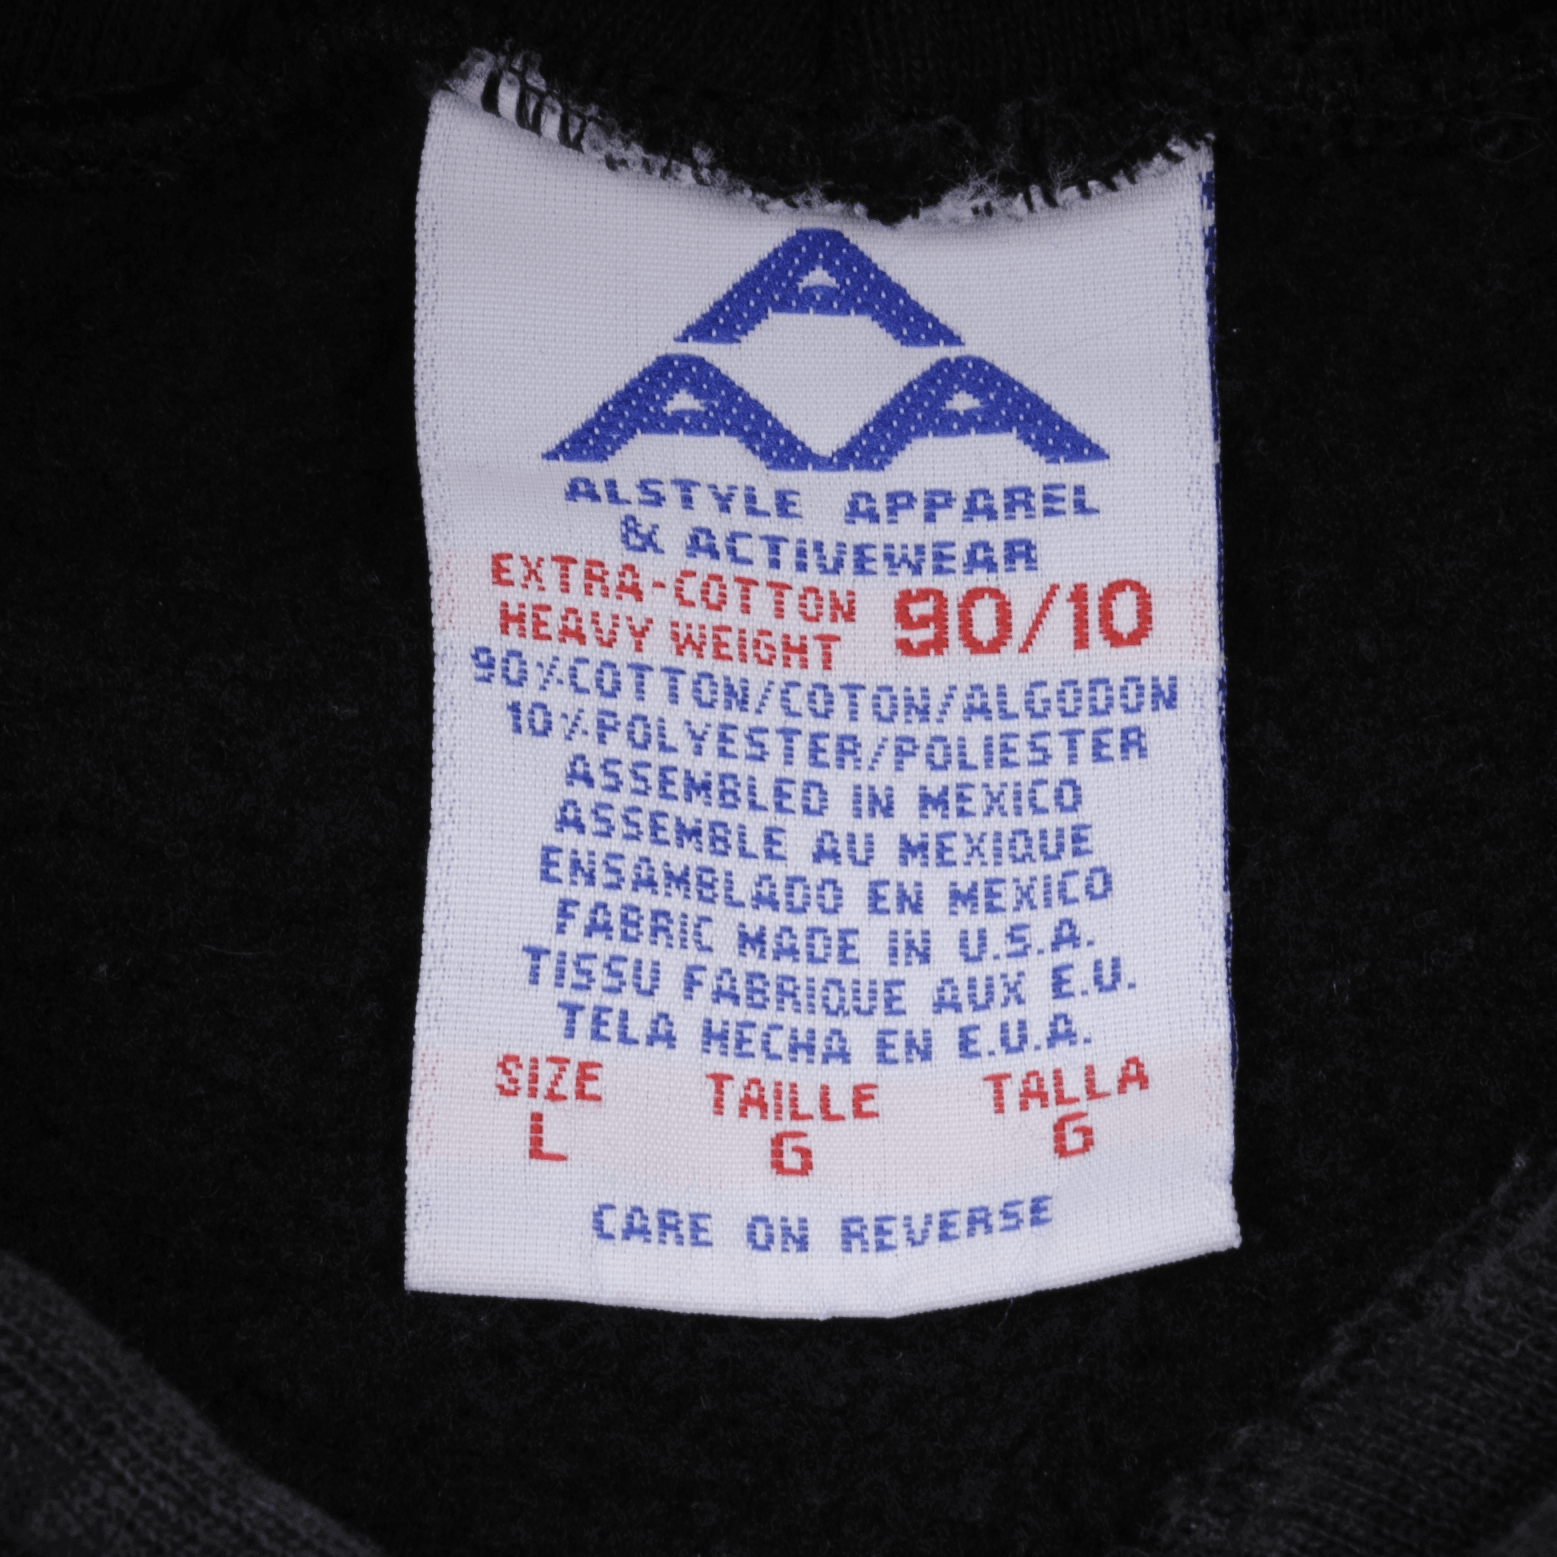 A
AA
ALSTYLE APPAREL
& ACTIVEWEAR
EXTRA-COTTON
HEAVY WEIGHT
90/10
90%COTTON/COTON/ALGODON
10%POLYESTER/POLIESTER
ASSEMBLED IN MEXICO
ASSEMBLE AU MEXIQUE
ENSAMBLADO EN MEXICO
FABRIC MADE IN U.S.A.
TISSU FABRIQUE AUX E.U.
TELA HECHA EN E.U.A.
SIZE TAILLE TALLA
L G G
CARE ON REVERSE